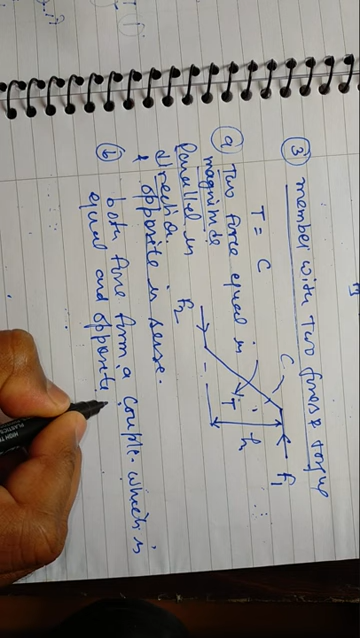 ③ member with Two forces & torque
T = C
C
F1
T
h
F2
ⓐ Two force equal in
magnitude
Parallel in
direction
& opposite in sense.
ⓑ both force form a couple. which is
equal and opposite